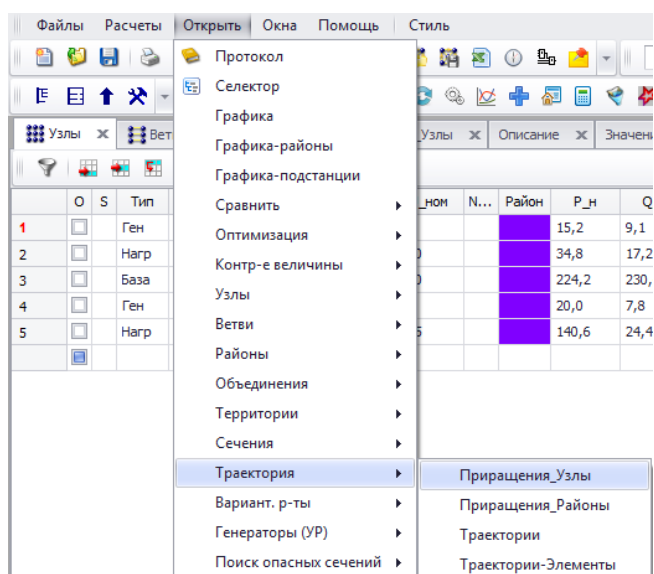 Файлы Расчеты Открыть Окна Помощь Стиль
Протокол
Селектор
Графика
Графика-районы
Графика-подстанции
Сравнить
Оптимизация
Контр-е величины
Узлы
Ветви
Районы
Объединения
Территории
Сечения
Траектория
Вариант. р-ты
Генераторы (УР)
Поиск опасных сечений
Приращения_Узлы
Приращения_Районы
Траектории
Траектории-Элементы
Узлы Вет _Узлы Описание Значени
O S Тип _ном N... Район P_н Q
1 Ген 15,2 9,1
2 Нагр 34,8 17,2
3 База 224,2 230,
4 Ген 20,0 7,8
5 Нагр 140,6 24,4